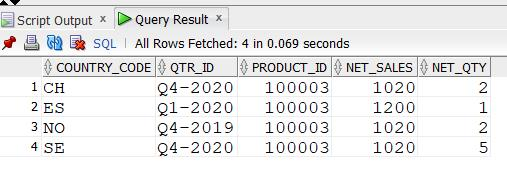 Script Output × Query Result ×
SQL | All Rows Fetched: 4 in 0.069 seconds
COUNTRY_CODE QTR_ID PRODUCT_ID NET_SALES NET_QTY
1 CH Q4-2020 100003 1020 2
2 ES Q1-2020 100003 1200 1
3 NO Q4-2019 100003 1020 2
4 SE Q4-2020 100003 1020 5